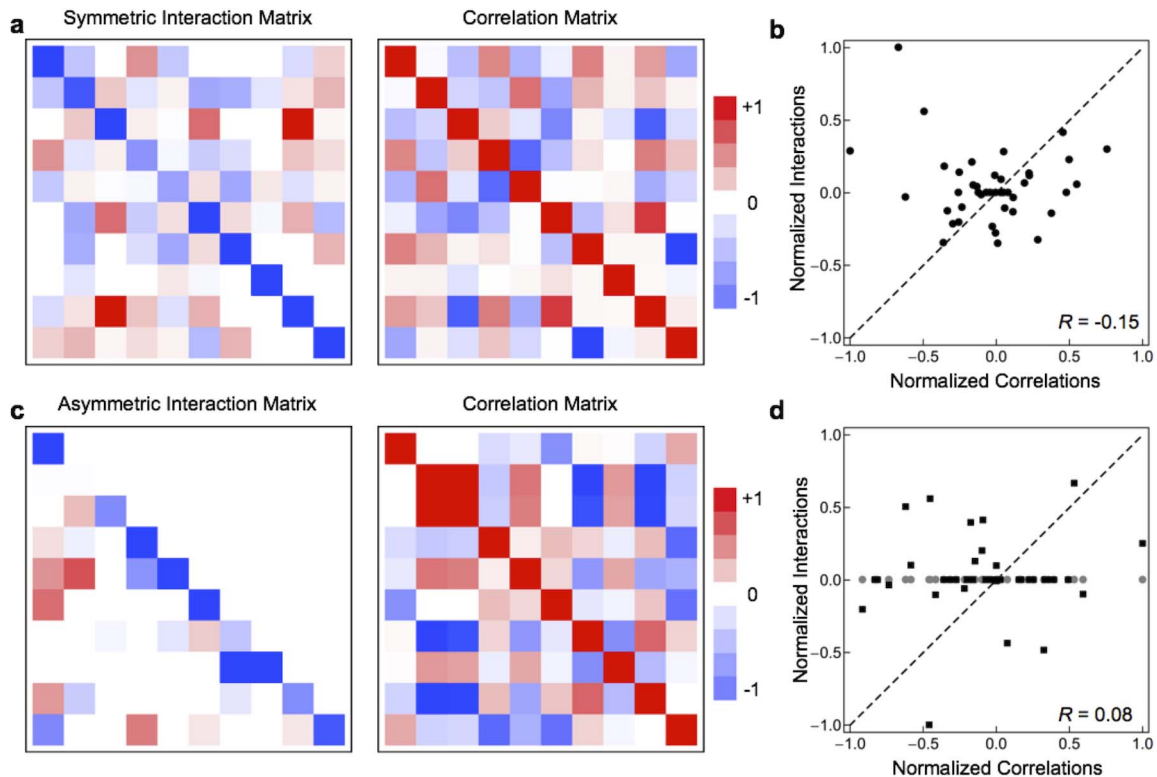 a
Symmetric Interaction Matrix
Correlation Matrix
+1
0
-1
b
Normalized Interactions
1.0
0.5
0.0
−0.5
−1.0
R = -0.15
−1.0 −0.5 0.0 0.5 1.0
Normalized Correlations
c
Asymmetric Interaction Matrix
Correlation Matrix
+1
0
-1
d
Normalized Interactions
1.0
0.5
0.0
−0.5
−1.0
R = 0.08
−1.0 −0.5 0.0 0.5 1.0
Normalized Correlations